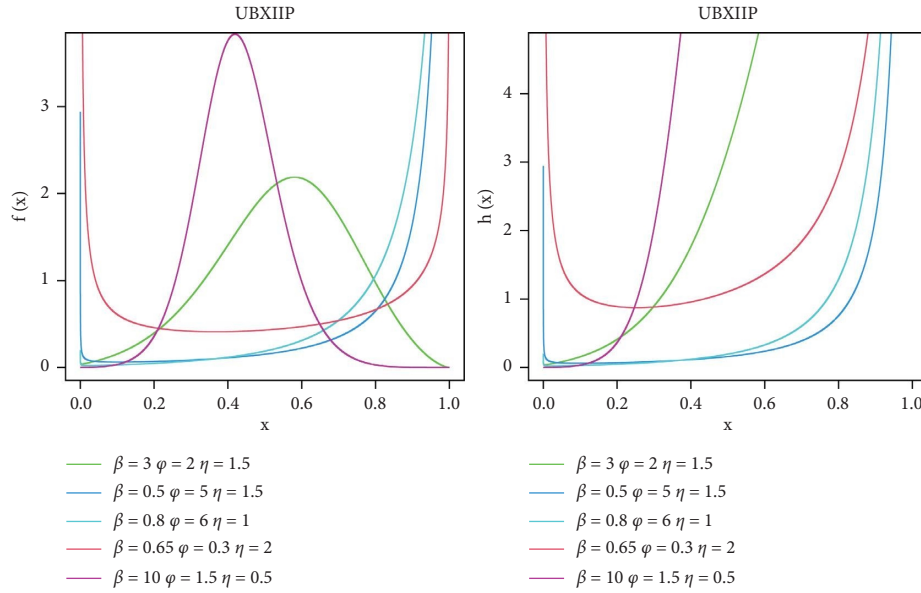 UBXIIP
f (x)
3
2
1
0
0.0 0.2 0.4 0.6 0.8 1.0
x
β = 3 φ = 2 η = 1.5
β = 0.5 φ = 5 η = 1.5
β = 0.8 φ = 6 η = 1
β = 0.65 φ = 0.3 η = 2
β = 10 φ = 1.5 η = 0.5
UBXIIP
h (x)
4
3
2
1
0
0.0 0.2 0.4 0.6 0.8 1.0
x
β = 3 φ = 2 η = 1.5
β = 0.5 φ = 5 η = 1.5
β = 0.8 φ = 6 η = 1
β = 0.65 φ = 0.3 η = 2
β = 10 φ = 1.5 η = 0.5